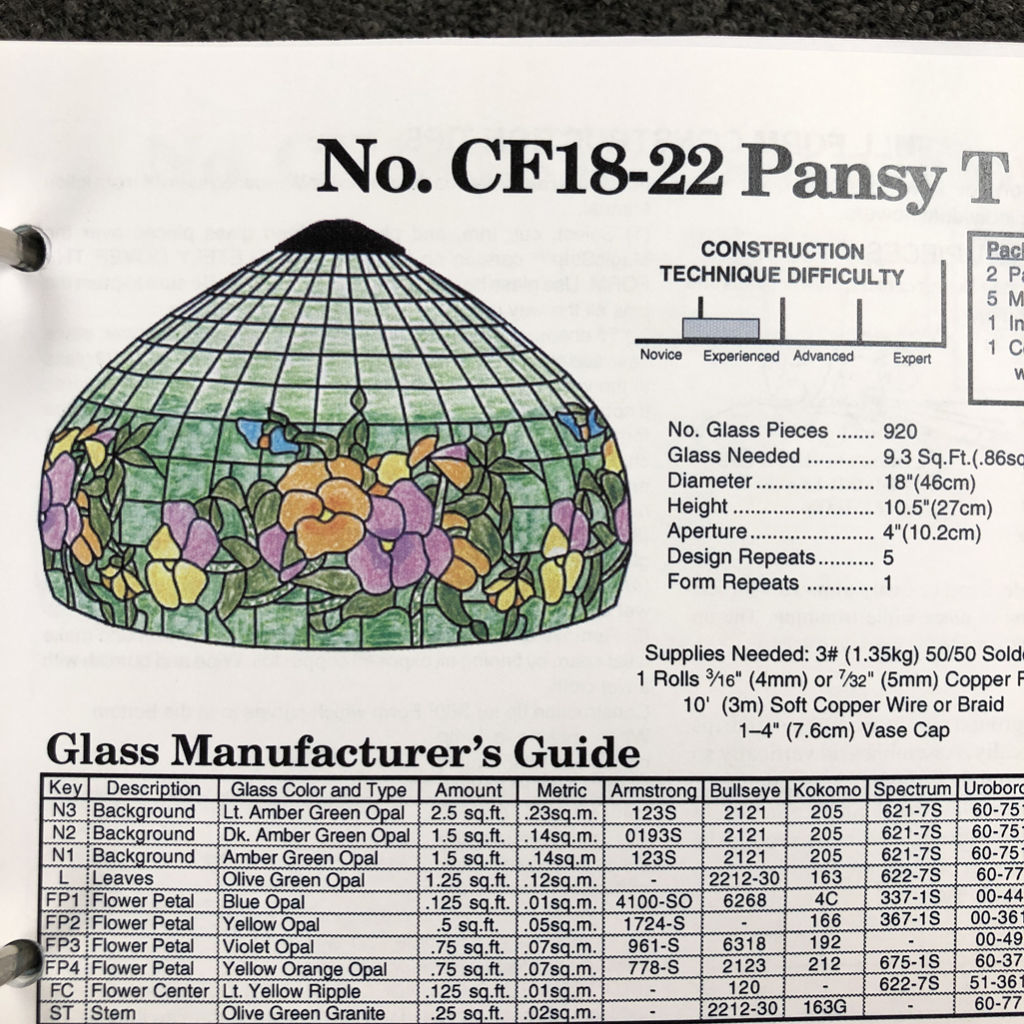 No. CF18-22 Pansy T
CONSTRUCTION
TECHNIQUE DIFFICULTY
Novice Experienced Advanced Expert
Pac
2 Pa
5 M
1 In
1 Co
w
No. Glass Pieces ....... 920
Glass Needed ............ 9.3 Sq.Ft.(.86sq
Diameter..................... 18"(46cm)
Height ......................... 10.5"(27cm)
Aperture...................... 4"(10.2cm)
Design Repeats.......... 5
Form Repeats ............ 1
Supplies Needed: 3# (1.35kg) 50/50 Solde
1 Rolls 3/16" (4mm) or 7/32" (5mm) Copper F
10' (3m) Soft Copper Wire or Braid
1–4" (7.6cm) Vase Cap
Glass Manufacturer's Guide
Key Description Glass Color and Type Amount Metric Armstrong Bullseye Kokomo Spectrum Uroboro
N3 Background Lt. Amber Green Opal 2.5 sq.ft. .23sq.m. 123S 2121 205 621-7S 60-751
N2 Background Dk. Amber Green Opal 1.5 sq.ft. .14sq.m. 0193S 2121 205 621-7S 60-751
N1 Background Amber Green Opal 1.5 sq.ft. .14sq.m 123S 2121 205 621-7S 60-751
L Leaves Olive Green Opal 1.25 sq.ft. .12sq.m. - 2212-30 163 622-7S 60-77
FP1 Flower Petal Blue Opal .125 sq.ft. .01sq.m. 4100-SO 6268 4C 337-1S 00-44
FP2 Flower Petal Yellow Opal .5 sq.ft. .05sq.m. 1724-S - 166 367-1S 00-361
FP3 Flower Petal Violet Opal .75 sq.ft. .07sq.m. 961-S 6318 192 - 00-49
FP4 Flower Petal Yellow Orange Opal .75 sq.ft. .07sq.m. 778-S 2123 212 675-1S 60-37
FC Flower Center Lt. Yellow Ripple .125 sq.ft. .01sq.m. - 120 - 622-7S 51-361
ST Stem Olive Green Granite .25 sq.ft. .02sq.m. - 2212-30 163G - 60-77